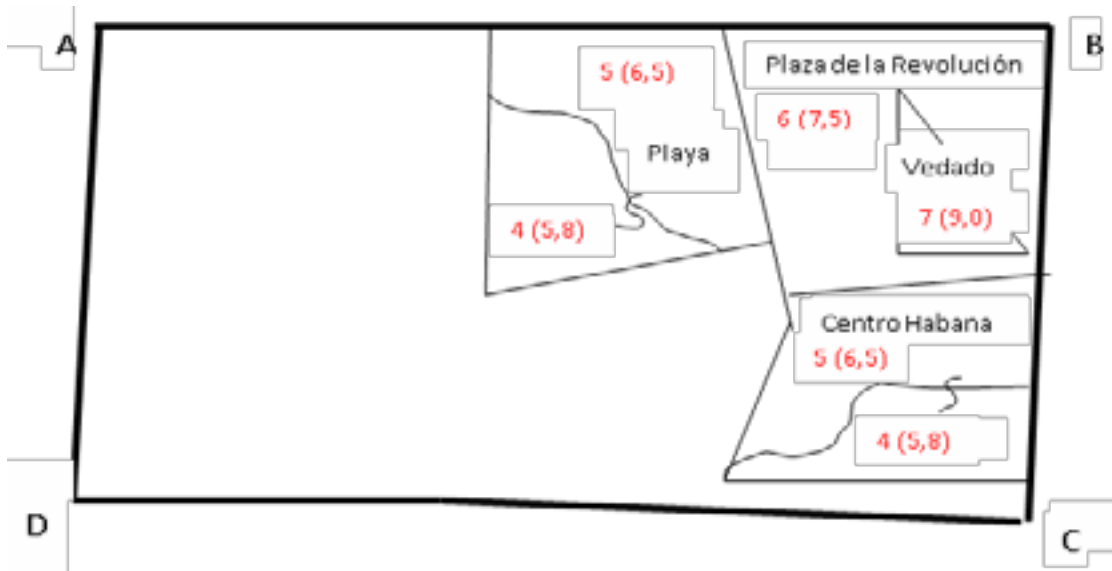 A
B
5 (6,5)
Plaza de la Revolución
6 (7,5)
Playa
Vedado
4 (5,8)
7 (9,0)
Centro Habana
5 (6,5)
4 (5,8)
D
C